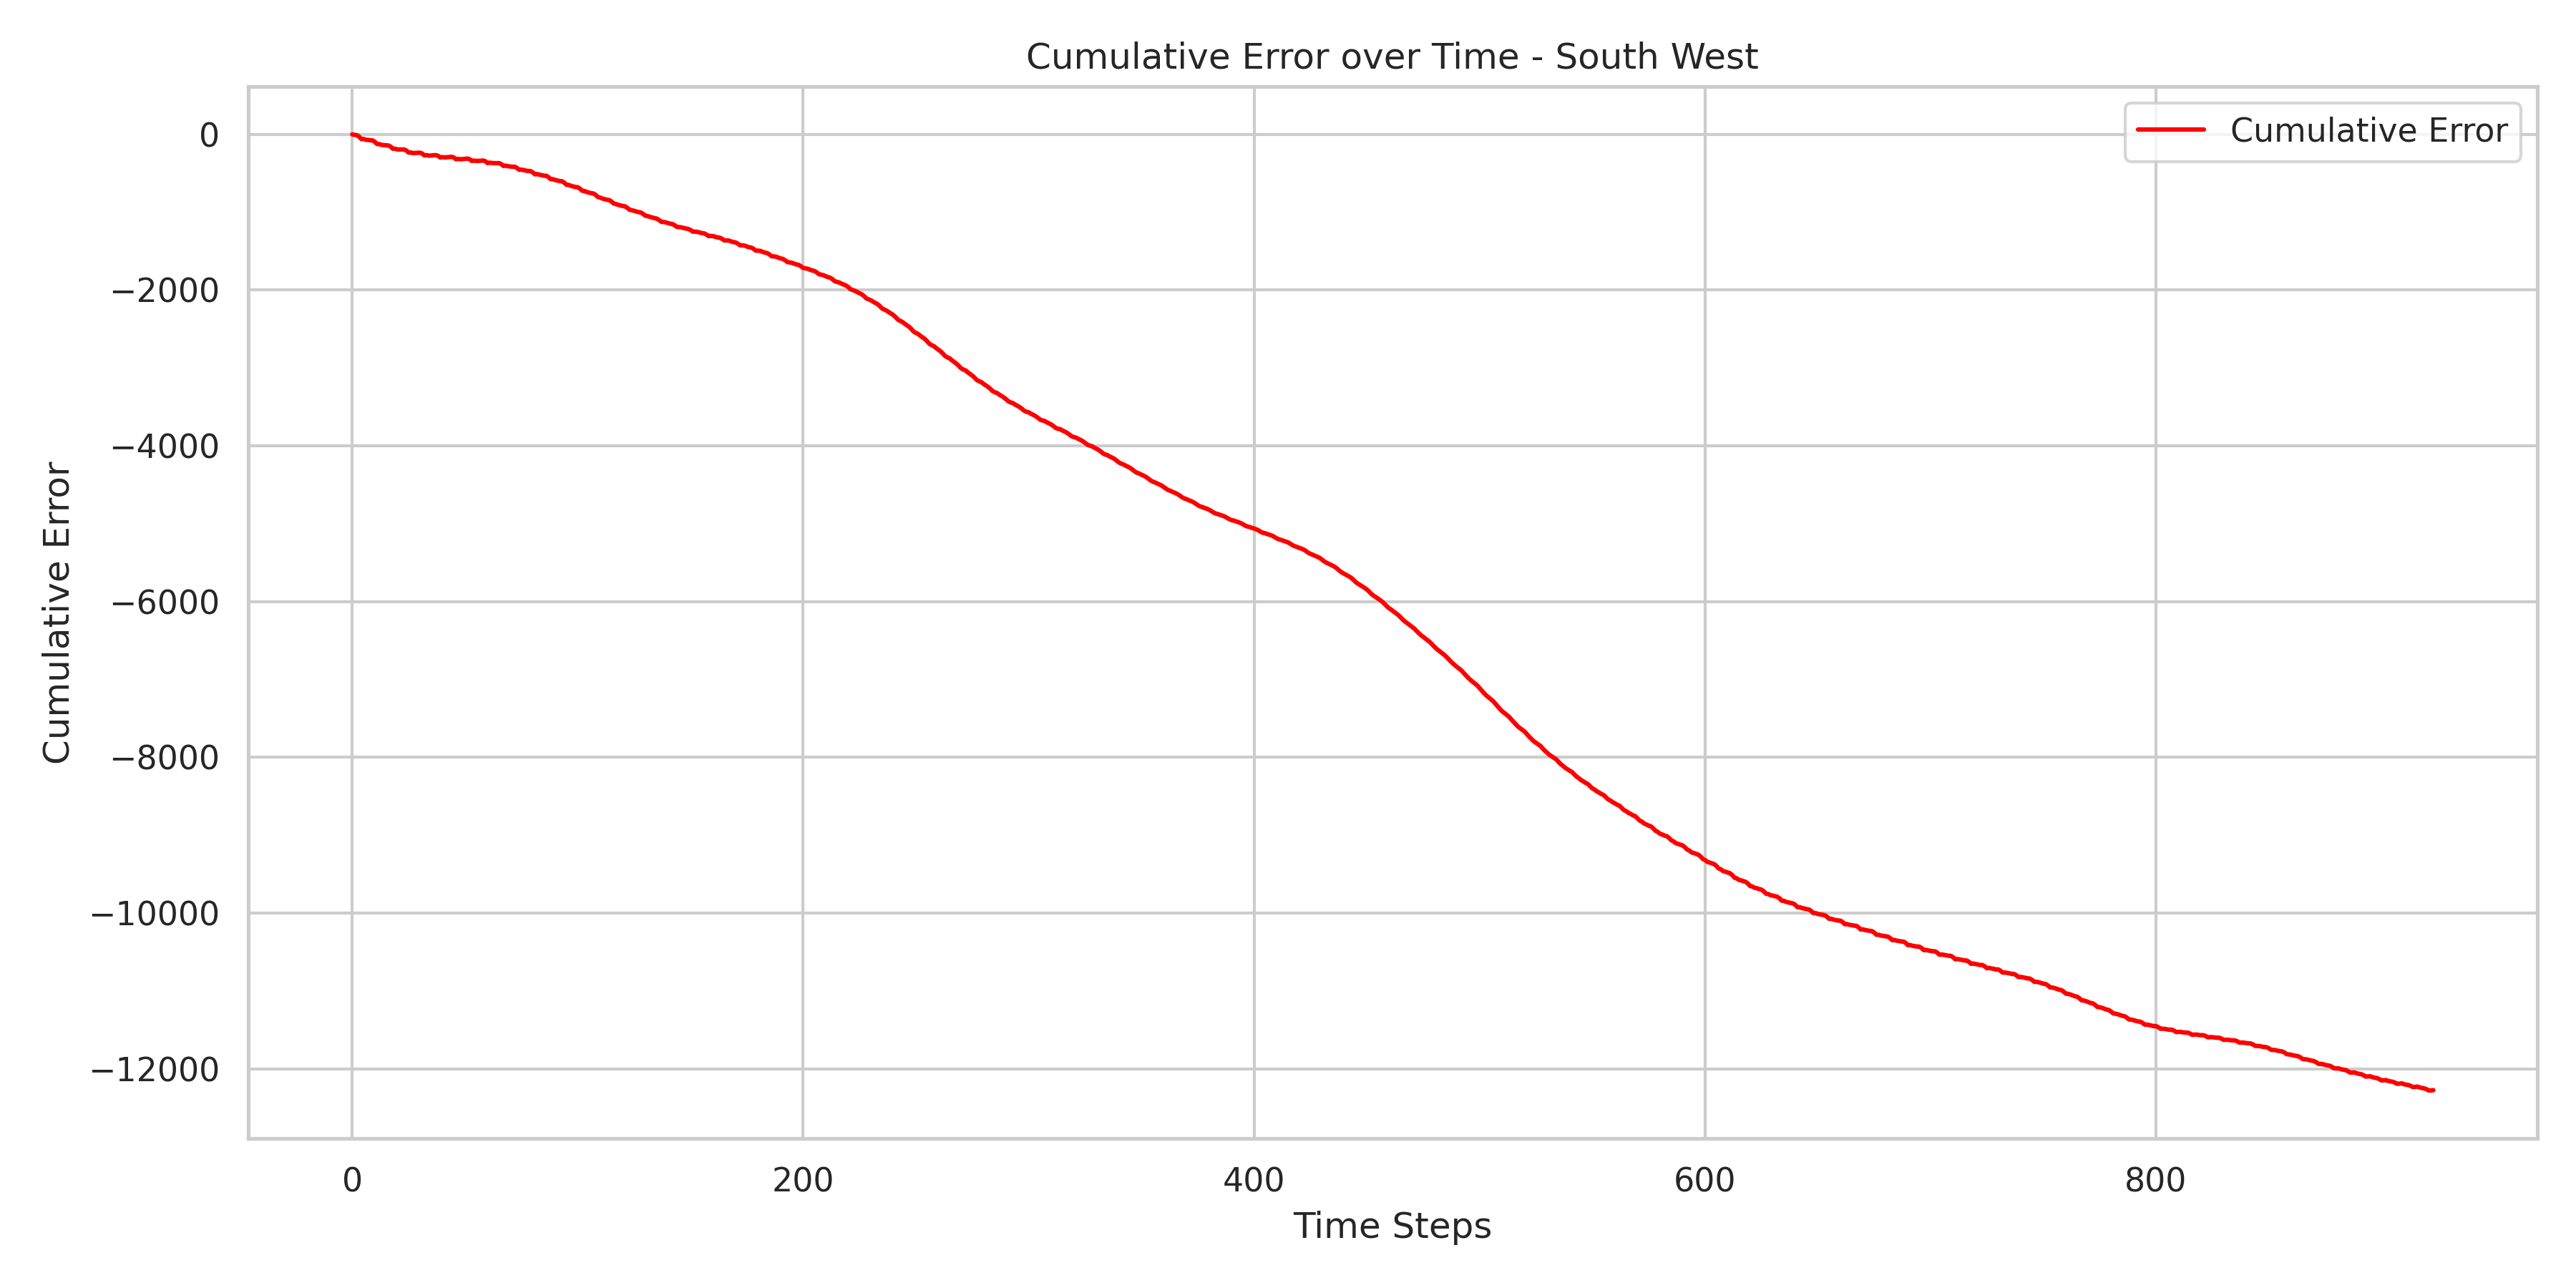 Cumulative Error over Time - South West
Cumulative Error
0
−2000
−4000
−6000
−8000
−10000
−12000
Cumulative Error
0 200 400 600 800
Time Steps